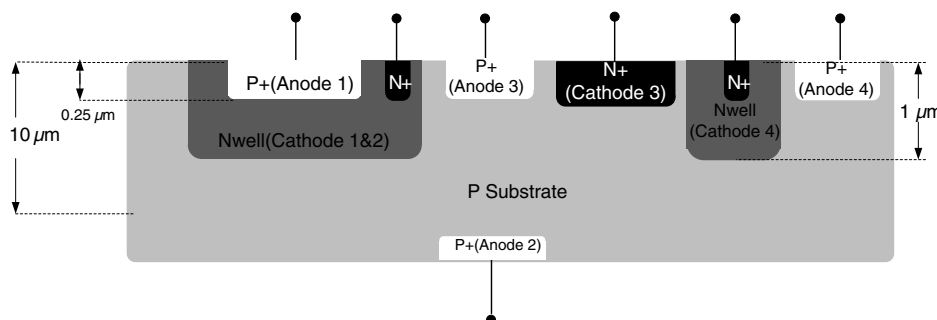 P+(Anode 1)
N+
P+
(Anode 3)
N+
(Cathode 3)
N+
P+
(Anode 4)
0.25 µm
10 µm
1 µm
Nwell(Cathode 1&2)
Nwell
(Cathode 4)
P Substrate
P+(Anode 2)